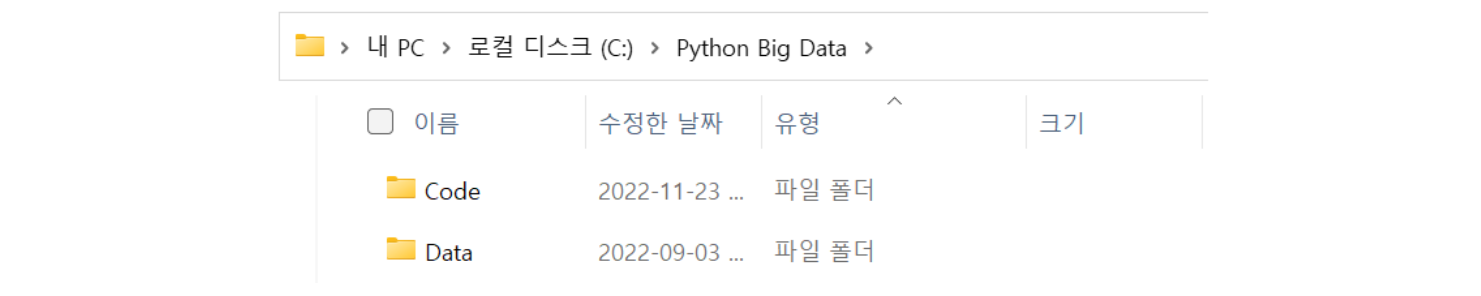 내 PC > 로컬 디스크 (C:) > Python Big Data >
이름 수정한 날짜 유형 크기
Code 2022-11-23 ... 파일 폴더
Data 2022-09-03 ... 파일 폴더